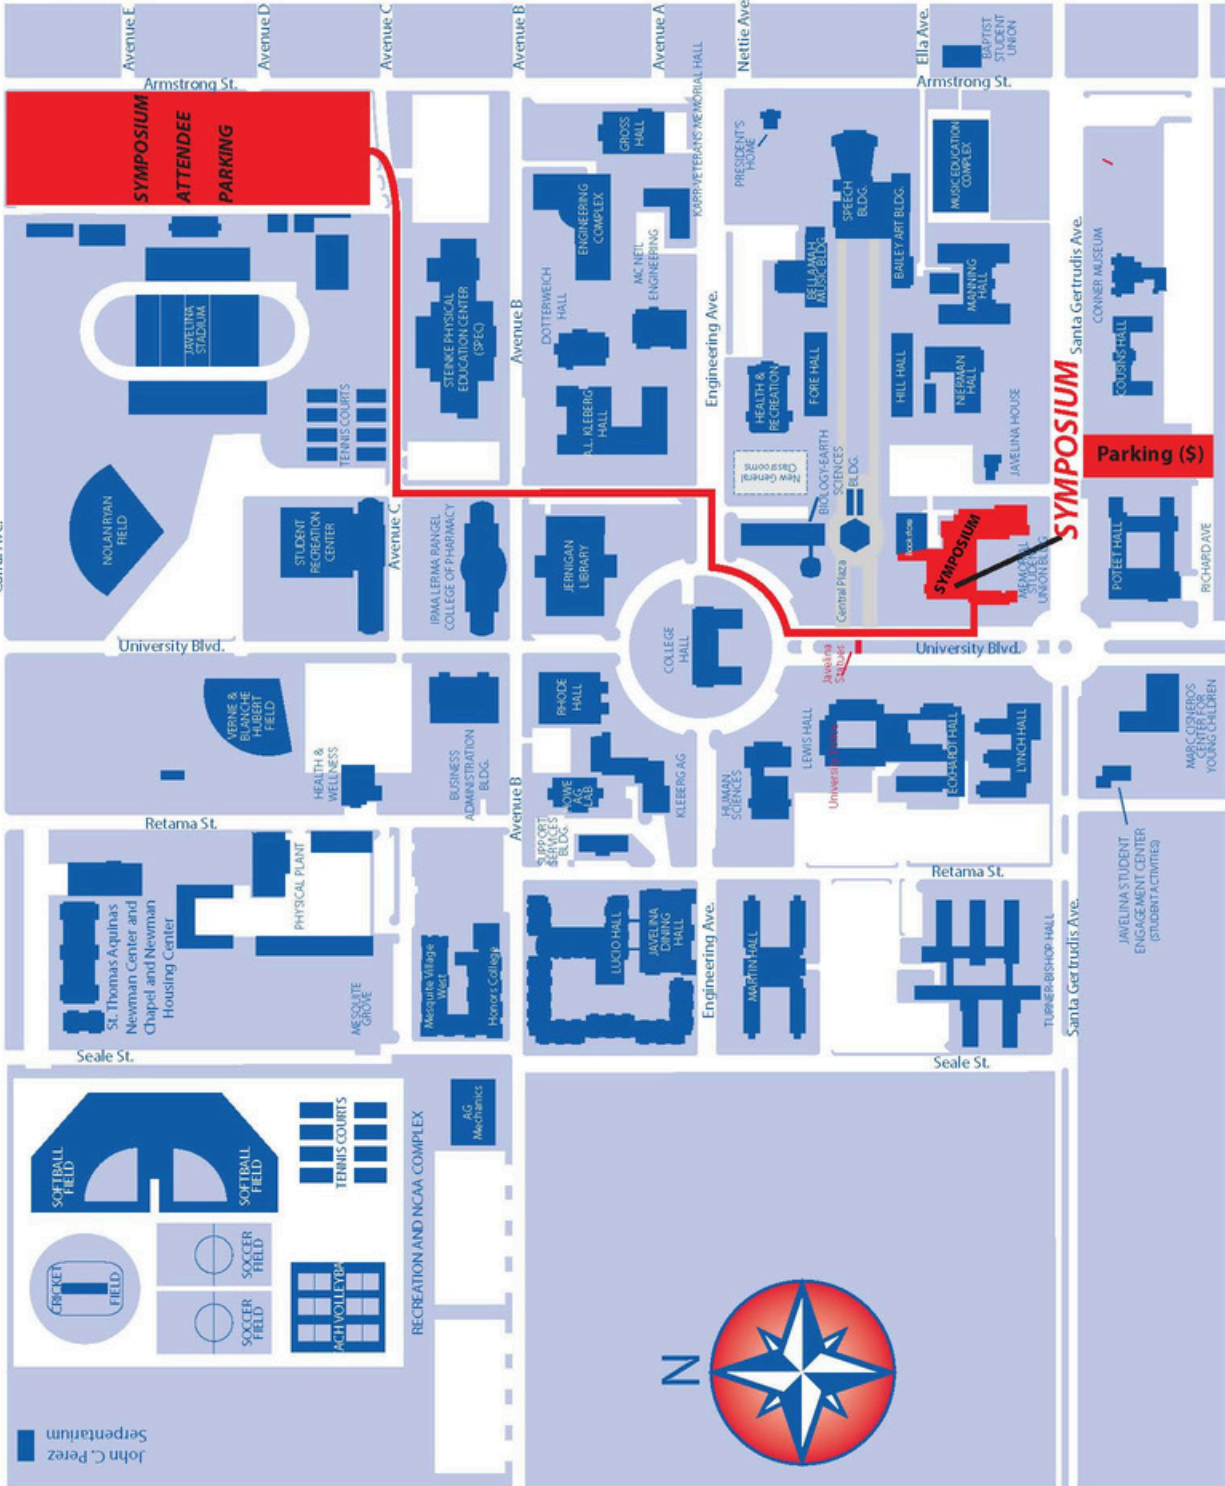 Avenue E
Avenue D
Avenue C
Avenue B
Avenue A
Nettie Ave
Ella Ave.
BAPTIST
STUDENT
UNION
Armstrong St.
Armstrong St.
SYMPOSIUM
ATTENDEE
PARKING
GROSS
HALL
KARR-VETERANS MEMORIAL HALL
PRESIDENT'S
HOME
SPEECH
BLDG.
MUSIC EDUCATION
COMPLEX
ENGINEERING
COMPLEX
MC NEIL
ENGINEERING
DOTTERWEICH
HALL
BELLAMAH
MUSIC BLDG.
BAILEY ART BLDG.
MANNING
HALL
Santa Gertrudis Ave.
CONNER MUSEUM
COUSINS HALL
JAVELINA
STADIUM
STEINKE PHYSICAL
EDUCATION CENTER
(SPEC)
Avenue B
Engineering Ave.
HEALTH &
RECREATION
FORE HALL
HILL HALL
NIERMAN
HALL
TENNIS COURTS
A.L. KLEBERG
HALL
JAVELINA HOUSE
SYMPOSIUM
Parking ($)
New General
Classrooms
BIOLOGY-EARTH
SCIENCES
BLDG.
NOLAN RYAN
FIELD
STUDENT
RECREATION
CENTER
Avenue C
IRMA LERMA RANGEL
COLLEGE OF PHARMACY
JERNIGAN
LIBRARY
Bookstore
SYMPOSIUM
MEMORIAL
STUDENT
UNION BLDG
POTEET HALL
RICHARD AVE
Central Plaza
COLLEGE
HALL
University Blvd.
University Blvd.
Javelina
Statues
VERNIE &
BLANCHE
HUBERT
FIELD
HEALTH &
WELLNESS
BUSINESS
ADMINISTRATION
BLDG.
RHODE
HALL
KLEBERG AG
HUMAN
SCIENCES
LEWIS HALL
ECKHARDT HALL
LYNCH HALL
MARC CISNEROS
CENTER FOR
YOUNG CHILDREN
Retama St.
Avenue B
SUPPORT
SERVICES
BLDG.
AG
LAB
Retama St.
JAVELINA STUDENT
ENGAGEMENT CENTER
(STUDENT ACTIVITIES)
PHYSICAL PLANT
St. Thomas Aquinas
Newman Center and
Chapel and Newman
Housing Center
MESQUITE
GROVE
Mesquite Village
West
Honors College
LUCIO HALL
JAVELINA
DINING
HALL
Engineering Ave.
MARTIN HALL
TURNER-BISHOP HALL
Santa Gertrudis Ave.
Seale St.
Seale St.
SOFTBALL
FIELD
SOFTBALL
FIELD
TENNIS COURTS
AG
Mechanics
RECREATION AND NCAA COMPLEX
CRICKET
FIELD
SOCCER
FIELD
SOCCER
FIELD
ACH VOLLEYBA
N
John C. Perez
Serpentarium